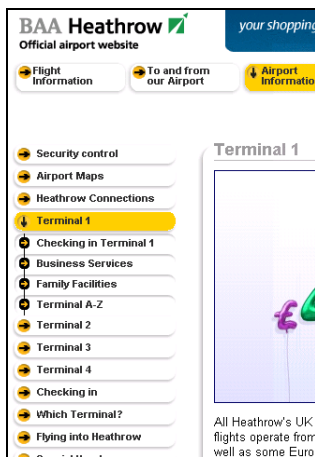 BAA Heathrow
Official airport website
your shopping
Flight
Information
To and from
our Airport
Airport
Informatio
Security control
Airport Maps
Heathrow Connections
Terminal 1
Checking in Terminal 1
Business Services
Family Facilities
Terminal A-Z
Terminal 2
Terminal 3
Terminal 4
Checking in
Which Terminal?
Flying into Heathrow
Terminal 1
£
All Heathrow's UK
flights operate from
well as some Euro